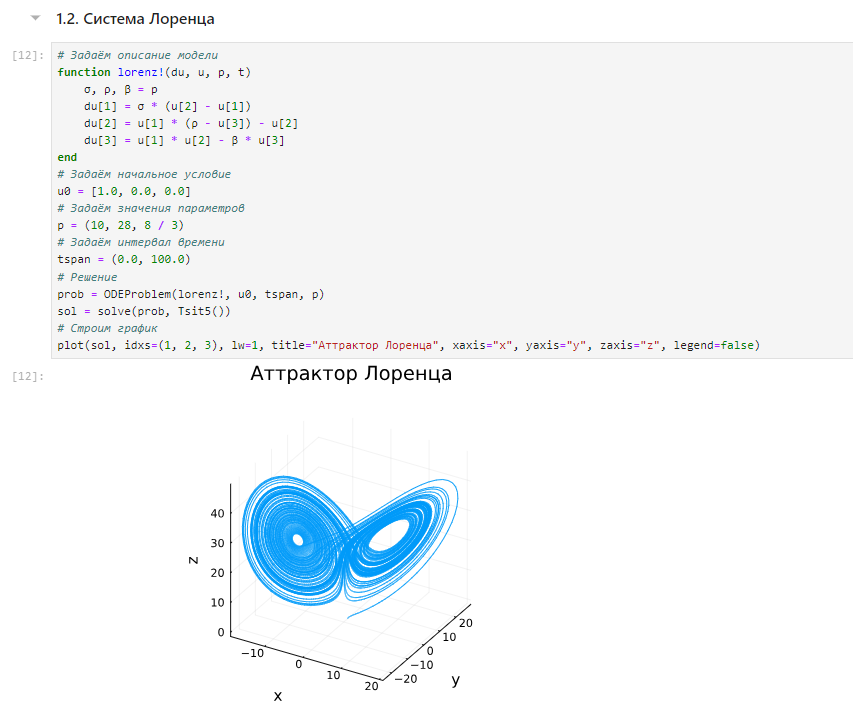 1.2. Система Лоренца
[12]:
# Задаём описание модели
function lorenz!(du, u, p, t)
    σ, ρ, β = p
    du[1] = σ * (u[2] - u[1])
    du[2] = u[1] * (ρ - u[3]) - u[2]
    du[3] = u[1] * u[2] - β * u[3]
end
# Задаём начальное условие
u0 = [1.0, 0.0, 0.0]
# Задаём значения параметров
p = (10, 28, 8 / 3)
# Задаём интервал времени
tspan = (0.0, 100.0)
# Решение
prob = ODEProblem(lorenz!, u0, tspan, p)
sol = solve(prob, Tsit5())
# Строим график
plot(sol, idxs=(1, 2, 3), lw=1, title="Аттрактор Лоренца", xaxis="x", yaxis="y", zaxis="z", legend=false)
[12]:
Аттрактор Лоренца
40
30
20
10
0
z
−10
0
10
20
x
−20
−10
0
10
20
y